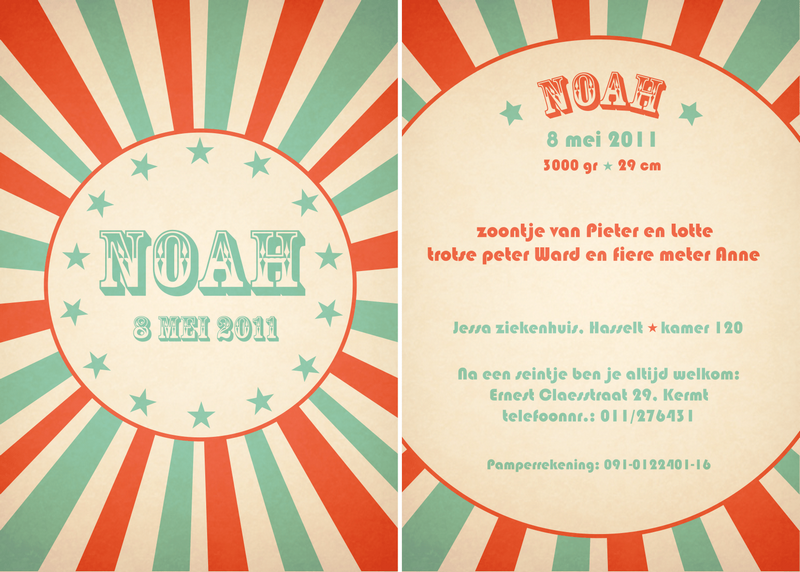 NOAH
8 MEI 2011
NOAH
8 mei 2011
3000 gr ★ 29 cm
zoontje van Pieter en Lotte
trotse peter Ward en fiere meter Anne
Jessa ziekenhuis, Hasselt ★ kamer 120
Na een seintje ben je altijd welkom:
Ernest Claesstraat 29, Kermt
telefoonnr.: 011/276431
Pamperrekening: 091-0122401-16